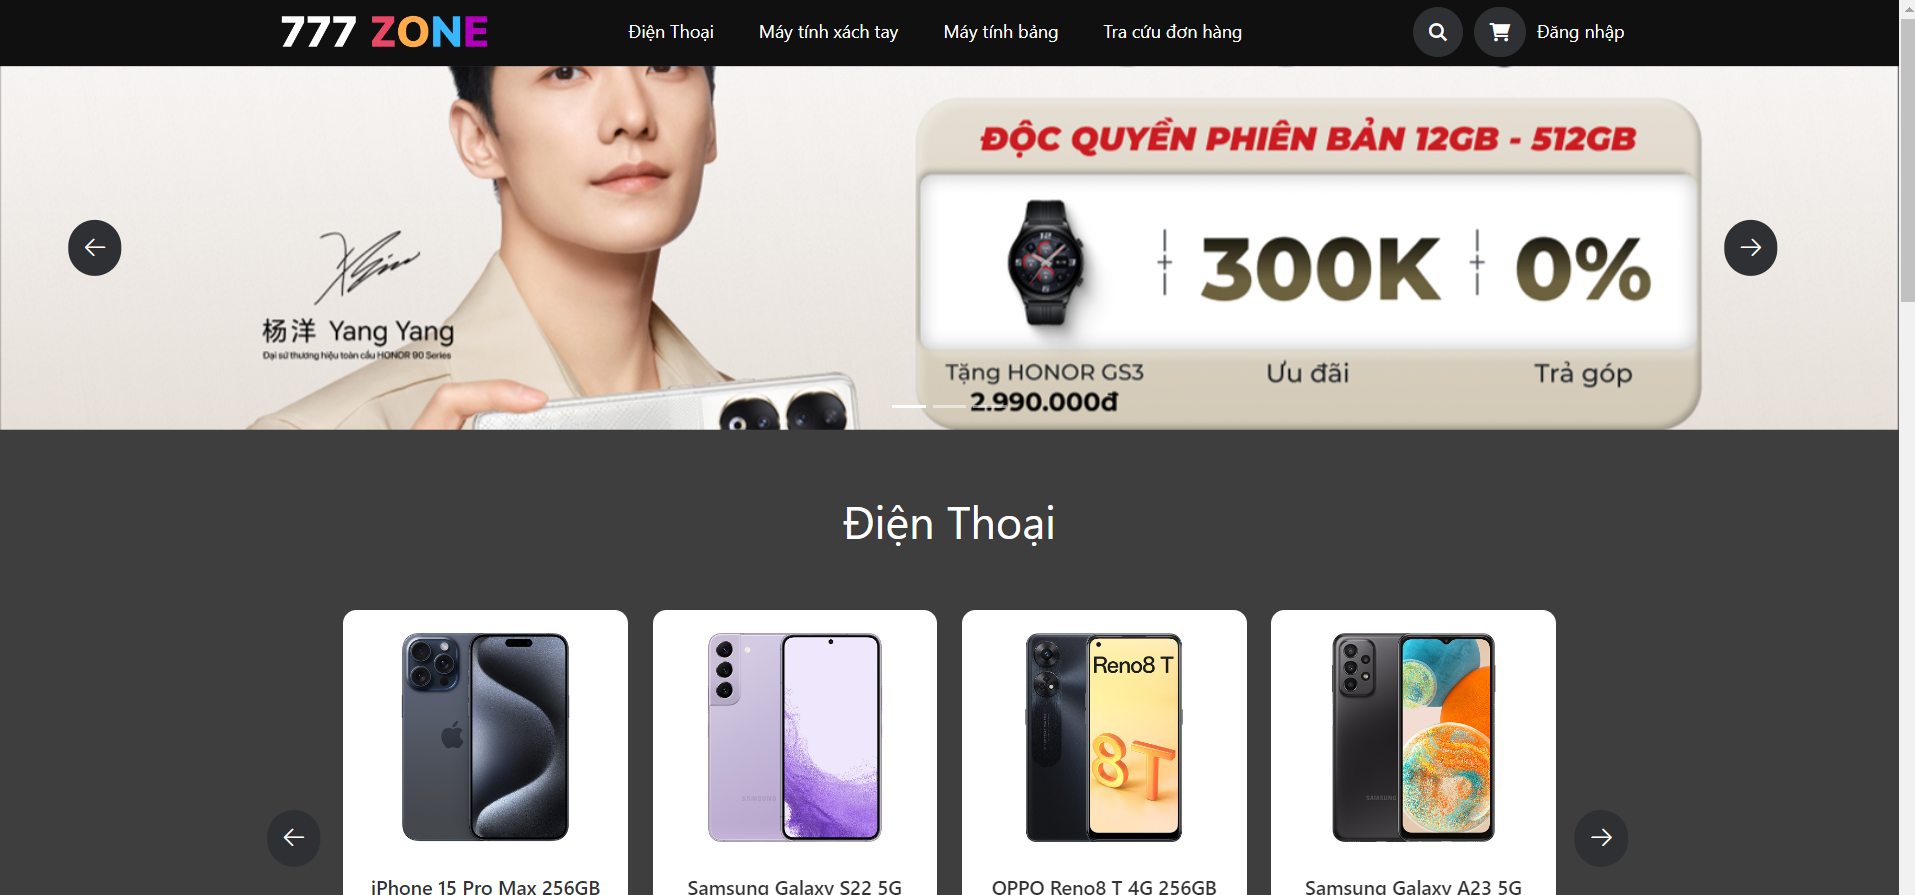 777 ZONE
Điện Thoại
Máy tính xách tay
Máy tính bảng
Tra cứu đơn hàng
Đăng nhập
ĐỘC QUYỀN PHIÊN BẢN 12GB - 512GB
300K
0%
杨洋 Yang Yang
Đại sứ thương hiệu toàn cầu HONOR 90 Series
Tặng HONOR GS3
2.990.000đ
Ưu đãi
Trả góp
Điện Thoại
Reno8 T
8T
SAMSUNG
SAMSUNG
iPhone 15 Pro Max 256GB
Samsung Galaxy S22 5G
OPPO Reno8 T 4G 256GB
Samsung Galaxy A23 5G